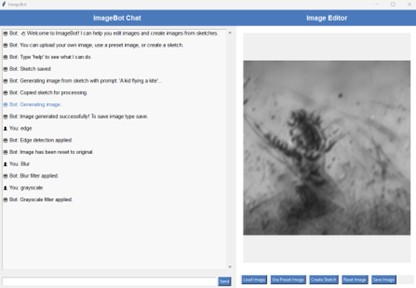 ImageBot
ImageBot Chat
Image Editor
Bot: Welcome to ImageBot! I can help you edit images and create images from sketches.
Bot: You can upload your own image, use a preset image, or create a sketch.
Bot: Type 'help' to see what I can do.
Bot: Sketch saved
Bot: Generating image from sketch with prompt: 'A kid flying a kite'...
Bot: Copied sketch for processing.
Bot: Generating image...
Bot: Image generated successfully! To save image type save.
You: edge
Bot: Edge detection applied.
Bot: Image has been reset to original.
You: Blur
Bot: Blur filter applied.
You: grayscale
Bot: Grayscale filter applied.
Send
Load Image
Use Preset Image
Create Sketch
Reset Image
Save Image